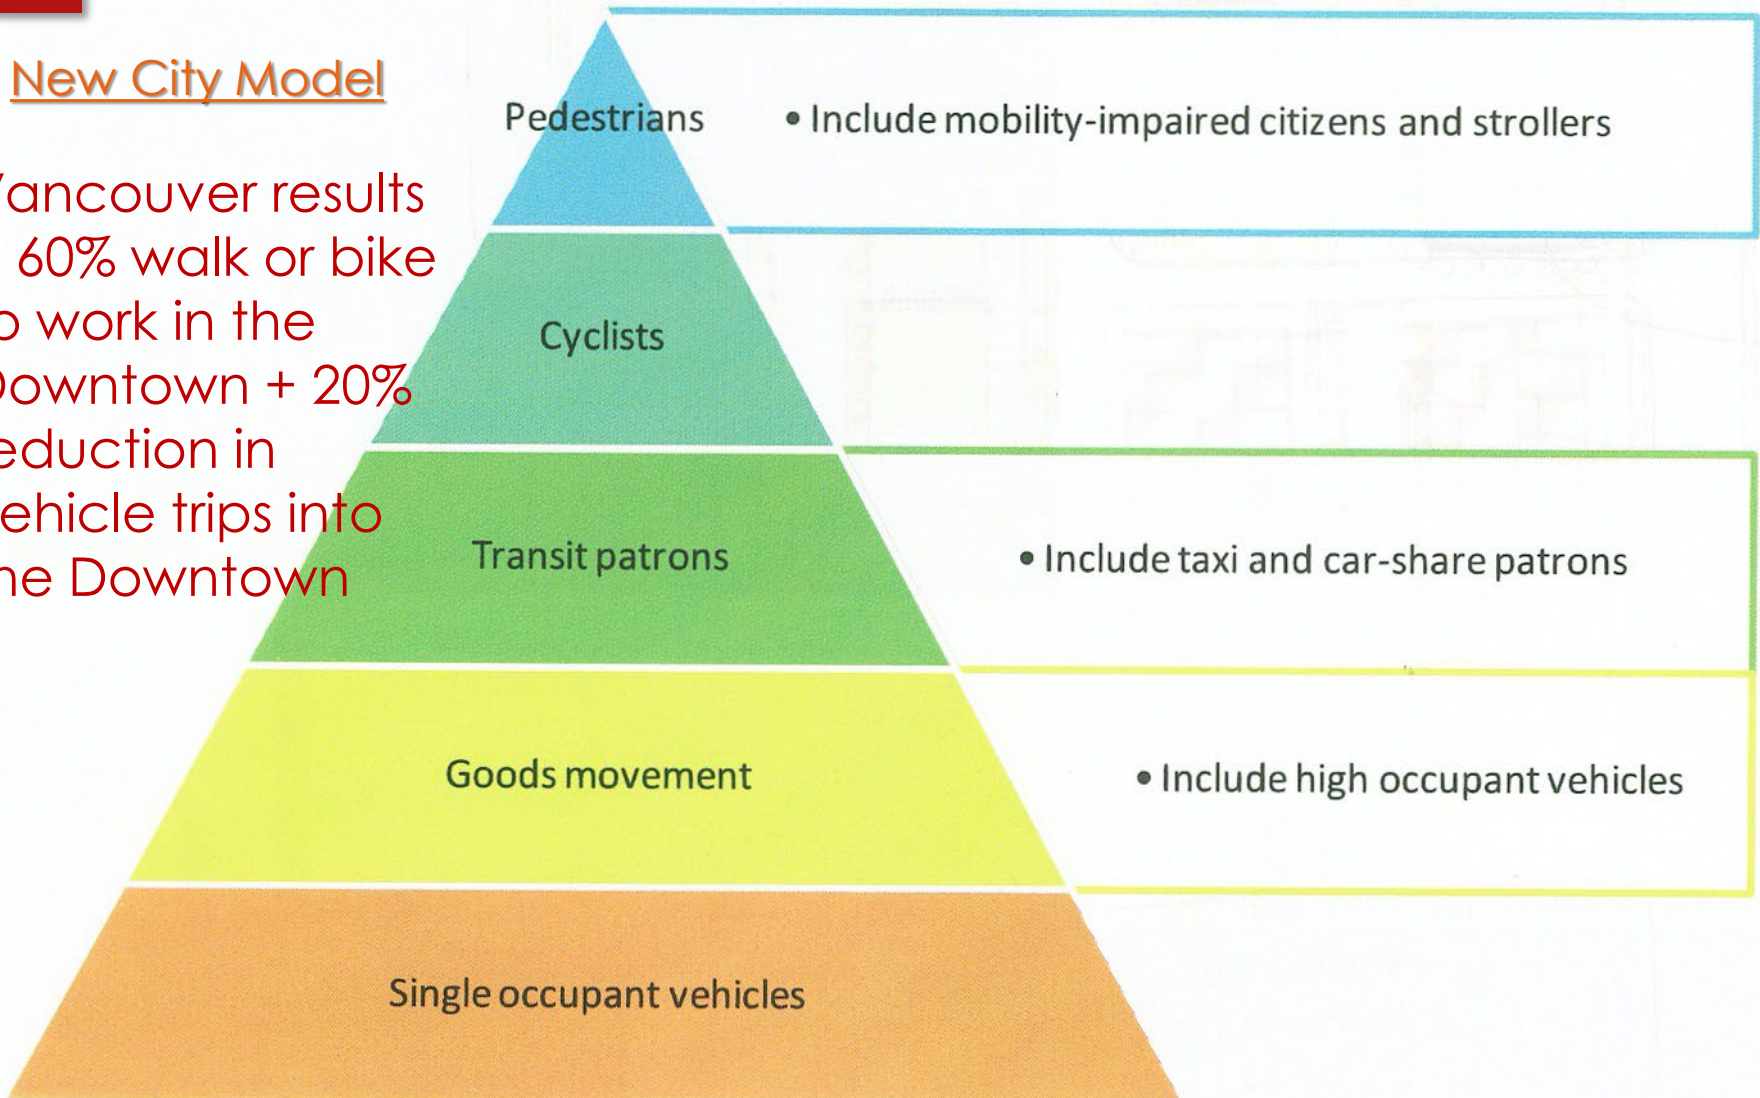 New City Model
Vancouver results
60% walk or bike
o work in the
Downtown + 20%
eduction in
ehicle trips into
he Downtown
Pedestrians
• Include mobility-impaired citizens and strollers
Cyclists
Transit patrons
• Include taxi and car-share patrons
Goods movement
• Include high occupant vehicles
Single occupant vehicles